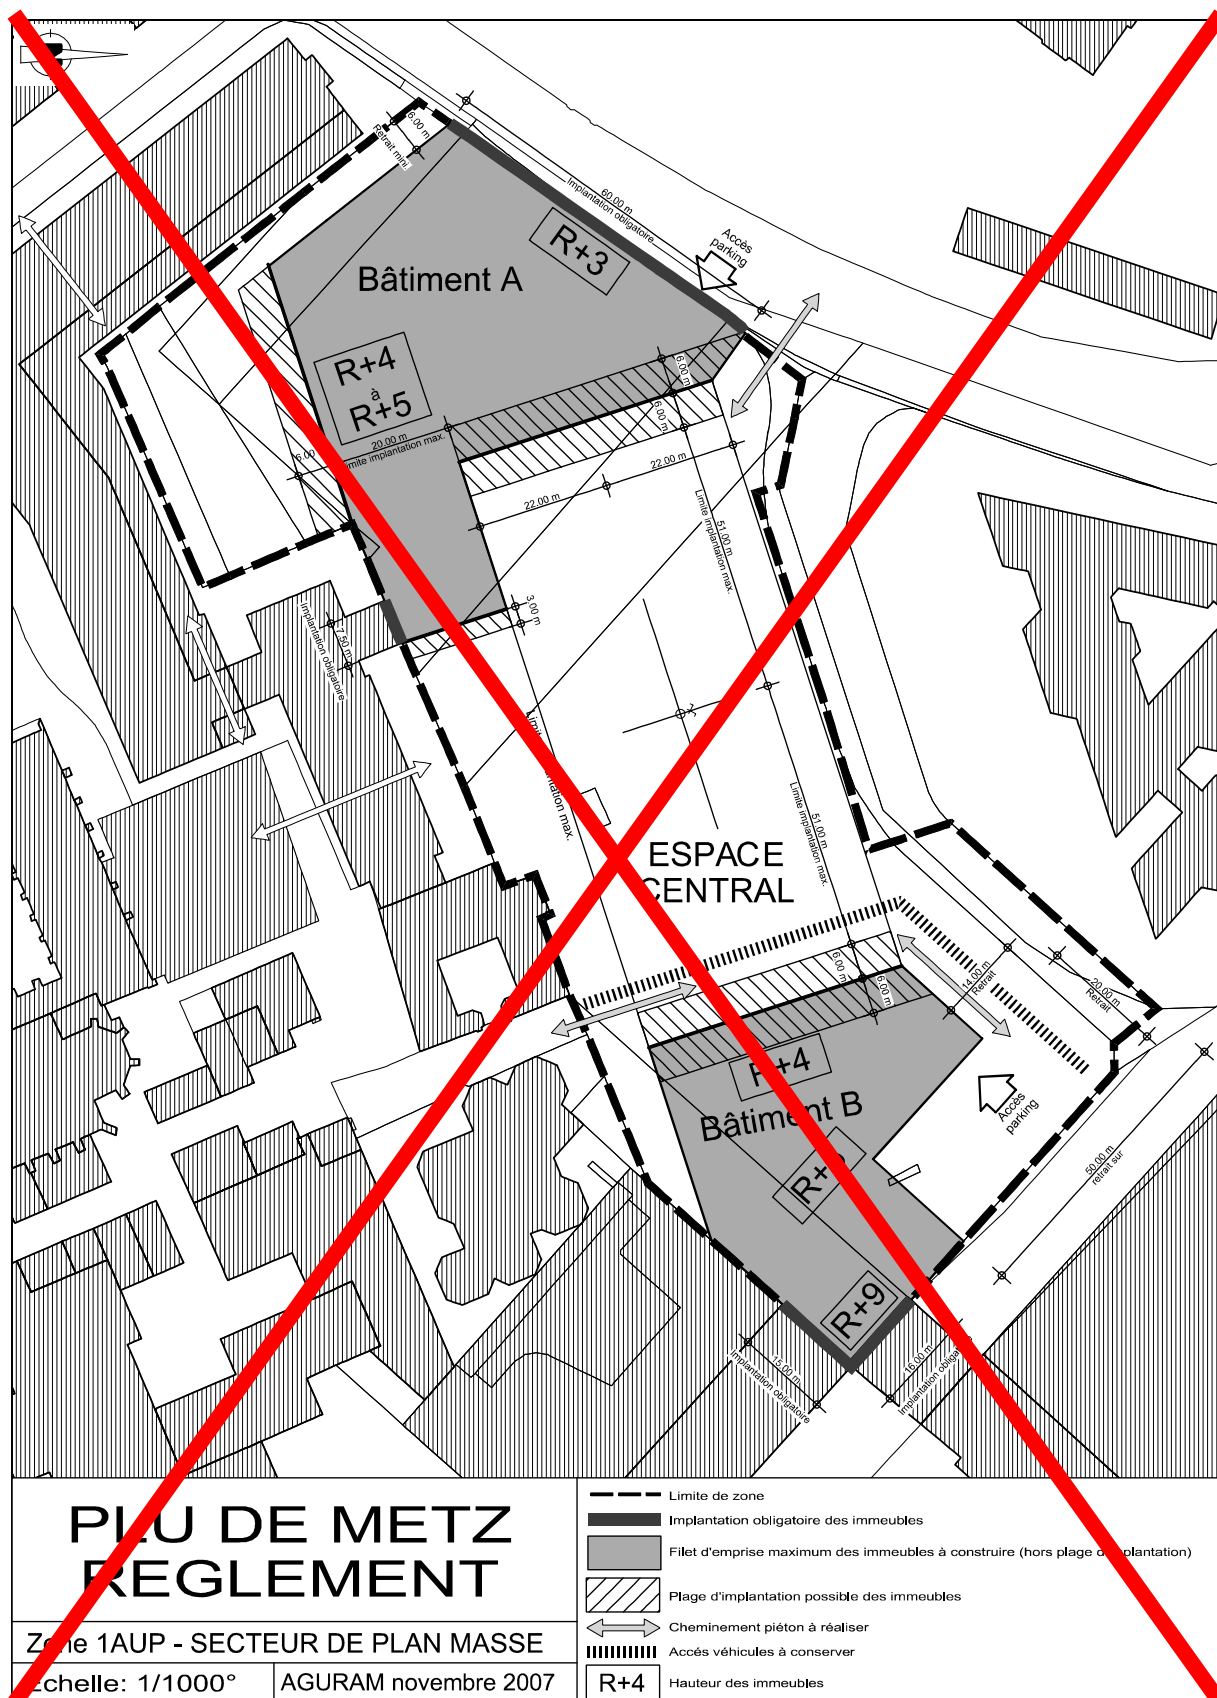 6.00 m
Retrait mini.
60.00 m
Implantation obligatoire
R+3
Accès
parking
Bâtiment A
R+4
à
R+5
6.00 m
6.00 m
6.00
20.00 m
Limite implantation max.
22.00 m
22.00 m
51.00 m
Limite implantation max.
3.00 m
7.50 m
implantation obligatoire
max.
51.00 m
Limite implantation max.
ESPACE
CENTRAL
6.00 m
6.00 m
14.00 m
Retrait
20.00 m
Retrait
R+4
Bâtiment B
Accès
parking
50.00 m
retrait sur
R+9
15.00 m
Implantation obligatoire
16.00 m
Implantation
PLU DE METZ
REGLEMENT
Zone 1AUP - SECTEUR DE PLAN MASSE
Echelle: 1/1000°
AGURAM novembre 2007
Limite de zone
Implantation obligatoire des immeubles
Filet d'emprise maximum des immeubles à construire (hors plage d'implantation)
Plage d'implantation possible des immeubles
Cheminement piéton à réaliser
Accés véhicules à conserver
R+4
Hauteur des immeubles